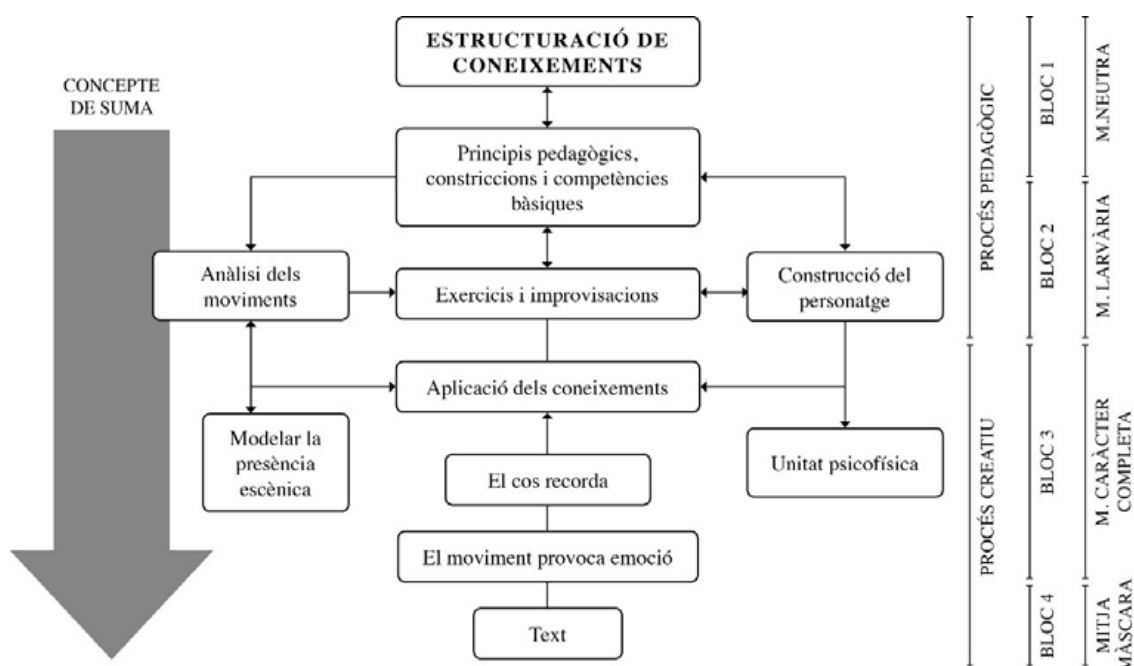 CONCEPTE
DE SUMA
ESTRUCTURACIÓ DE
CONEIXEMENTS
Principis pedagògics,
constriccions i competències
bàsiques
Anàlisi dels
moviments
Exercicis i improvisacions
Construcció del
personatge
Aplicació dels coneixements
Modelar la
presència
escènica
El cos recorda
Unitat psicofísica
El moviment provoca emoció
Text
PROCÉS PEDAGÒGIC
PROCÉS CREATIU
BLOC 1
BLOC 2
BLOC 3
BLOC 4
M.NEUTRA
M. LARVÀRIA
M. CARÀCTER
COMPLETA
MITJA
MÀSCARA